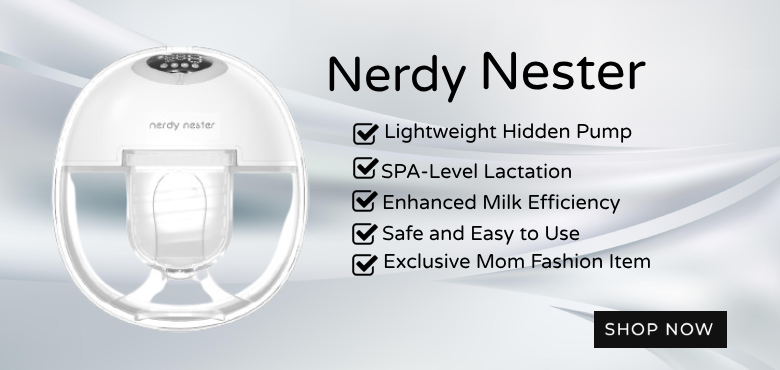 Nerdy Nester
nerdy nester
Lightweight Hidden Pump
SPA-Level Lactation
Enhanced Milk Efficiency
Safe and Easy to Use
Exclusive Mom Fashion Item
SHOP NOW